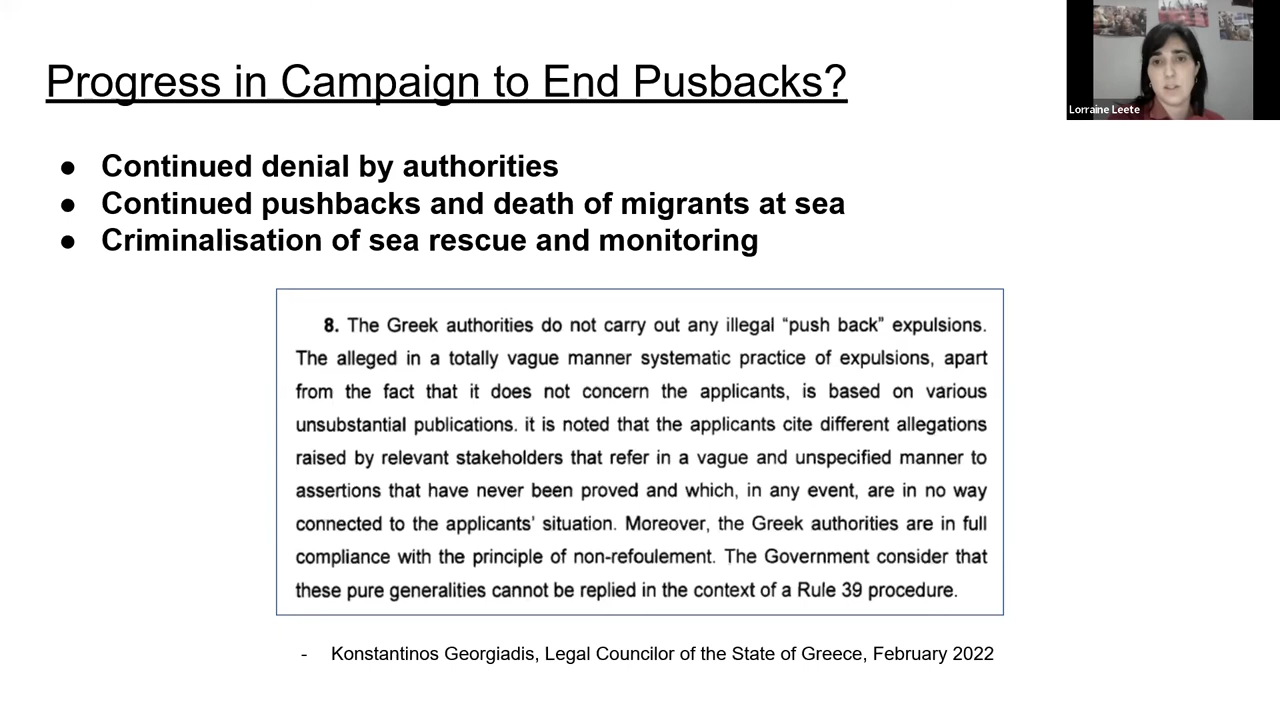 Progress in Campaign to End Pusbacks?
Lorraine Leete
● Continued denial by authorities
● Continued pushbacks and death of migrants at sea
● Criminalisation of sea rescue and monitoring
8. The Greek authorities do not carry out any illegal “push back” expulsions.
The alleged in a totally vague manner systematic practice of expulsions, apart
from the fact that it does not concern the applicants, is based on various
unsubstantial publications. it is noted that the applicants cite different allegations
raised by relevant stakeholders that refer in a vague and unspecified manner to
assertions that have never been proved and which, in any event, are in no way
connected to the applicants’ situation. Moreover, the Greek authorities are in full
compliance with the principle of non-refoulement. The Government consider that
these pure generalities cannot be replied in the context of a Rule 39 procedure.
- Konstantinos Georgiadis, Legal Councilor of the State of Greece, February 2022